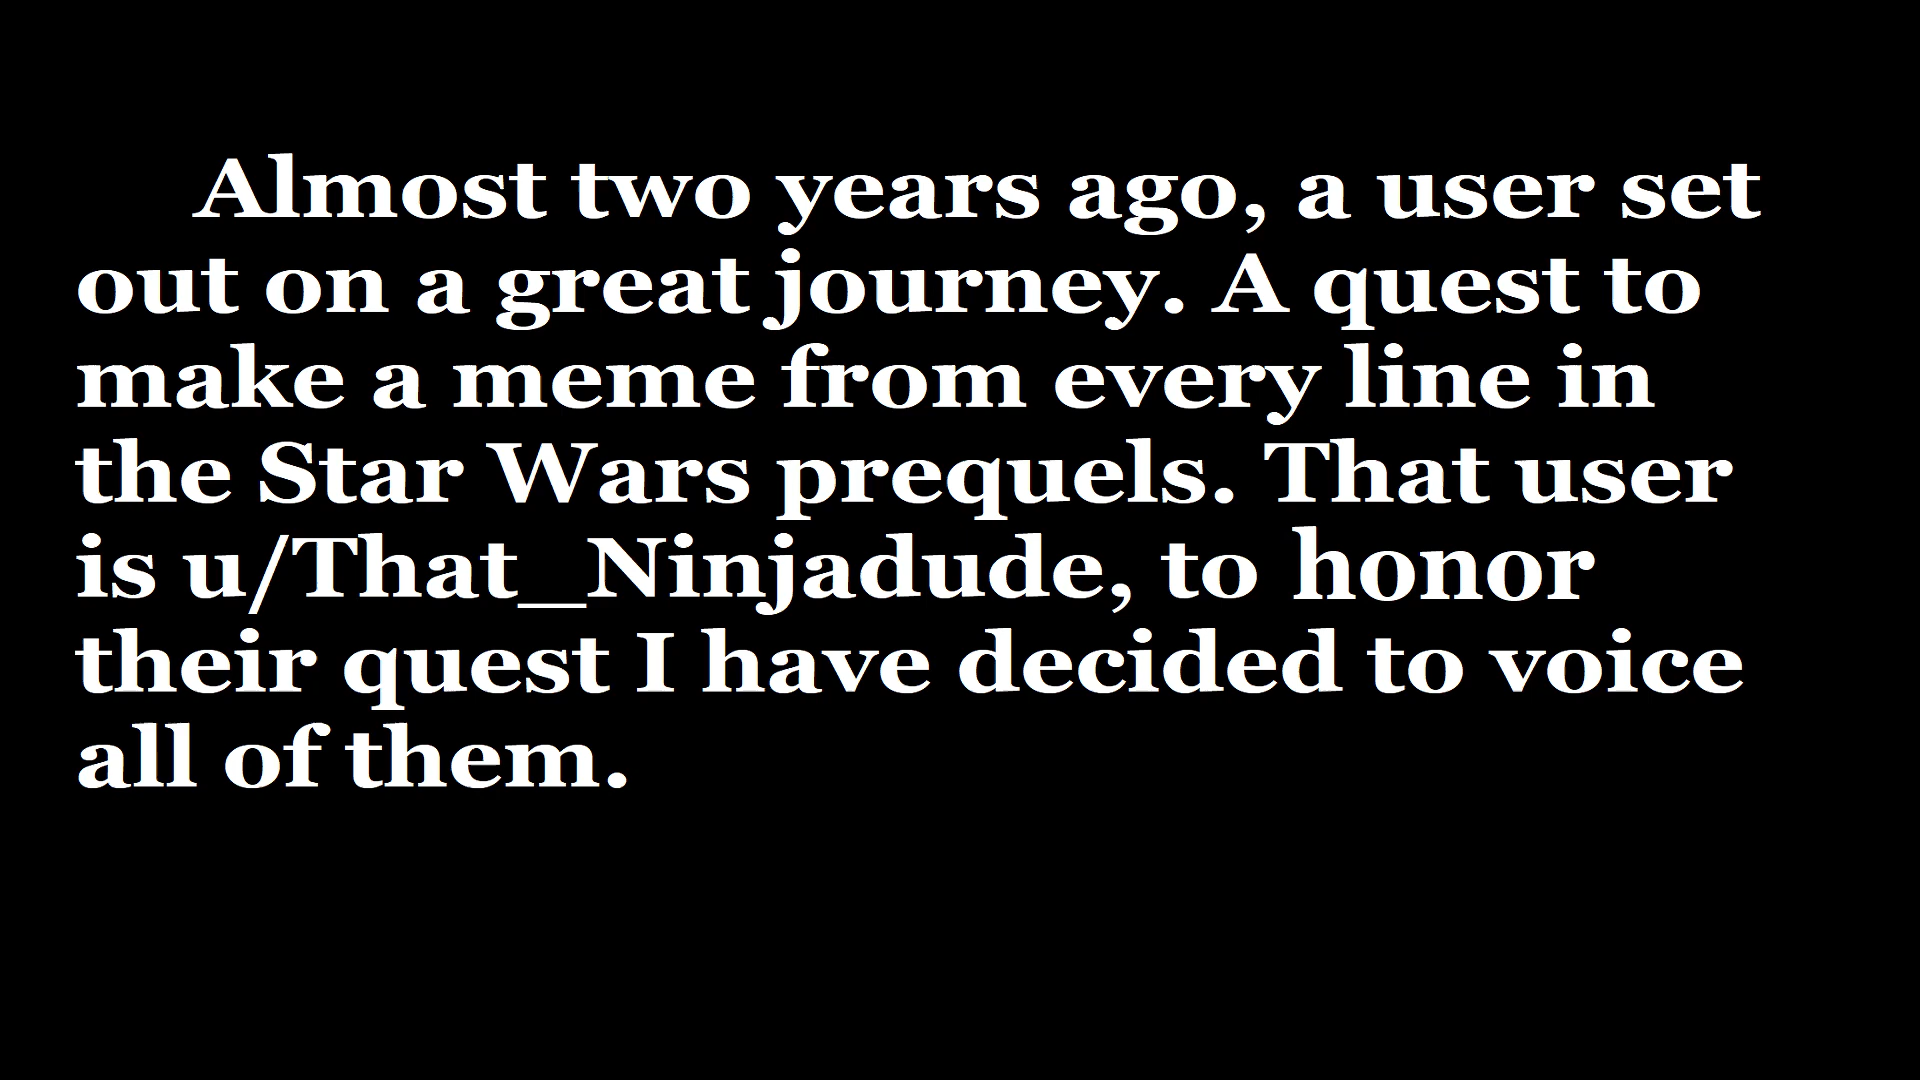 Almost two years ago, a user set
out on a great journey. A quest to
make a meme from every line in
the Star Wars prequels. That user
is u/That_Ninjadude, to honor
their quest I have decided to voice
all of them.